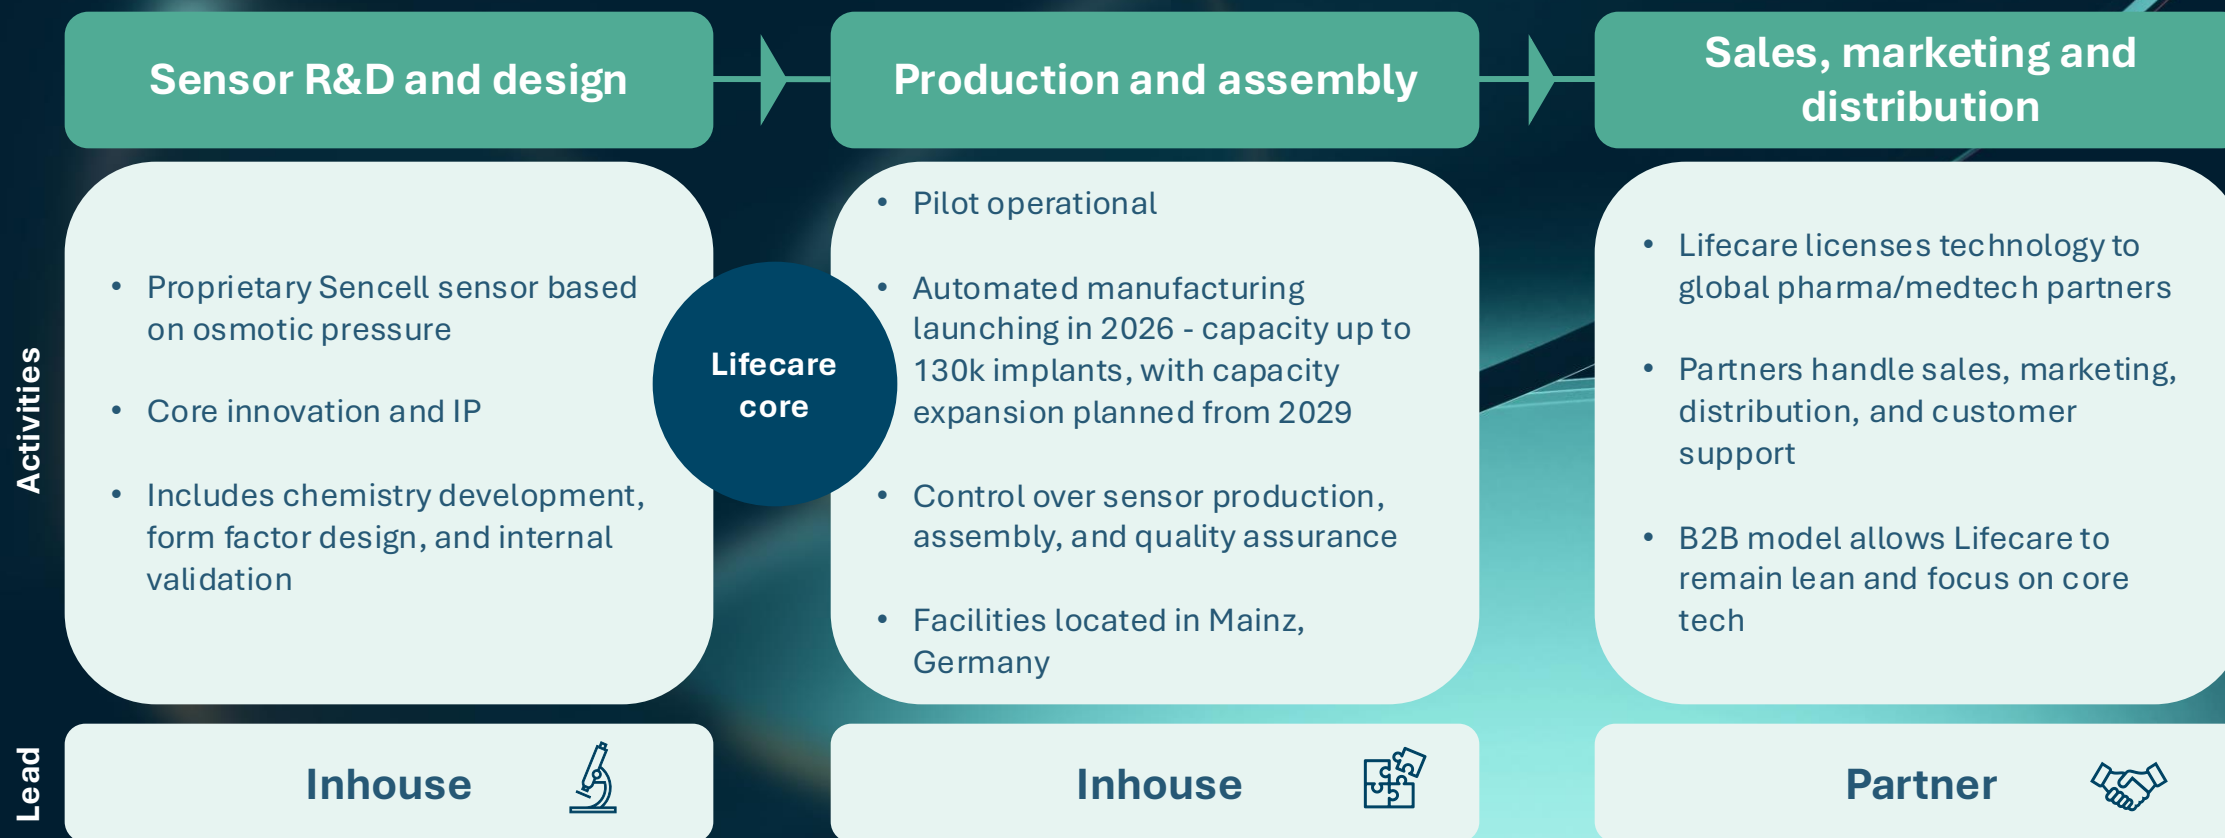 Sensor R&D and design
Production and assembly
Sales, marketing and
distribution
Activities
• Proprietary Sencell sensor based
on osmotic pressure
• Core innovation and IP
• Includes chemistry development,
form factor design, and internal
validation
Lifecare
core
• Pilot operational
• Automated manufacturing
launching in 2026 - capacity up to
130k implants, with capacity
expansion planned from 2029
• Control over sensor production,
assembly, and quality assurance
• Facilities located in Mainz,
Germany
• Lifecare licenses technology to
global pharma/medtech partners
• Partners handle sales, marketing,
distribution, and customer
support
• B2B model allows Lifecare to
remain lean and focus on core
tech
Lead
Inhouse
Inhouse
Partner